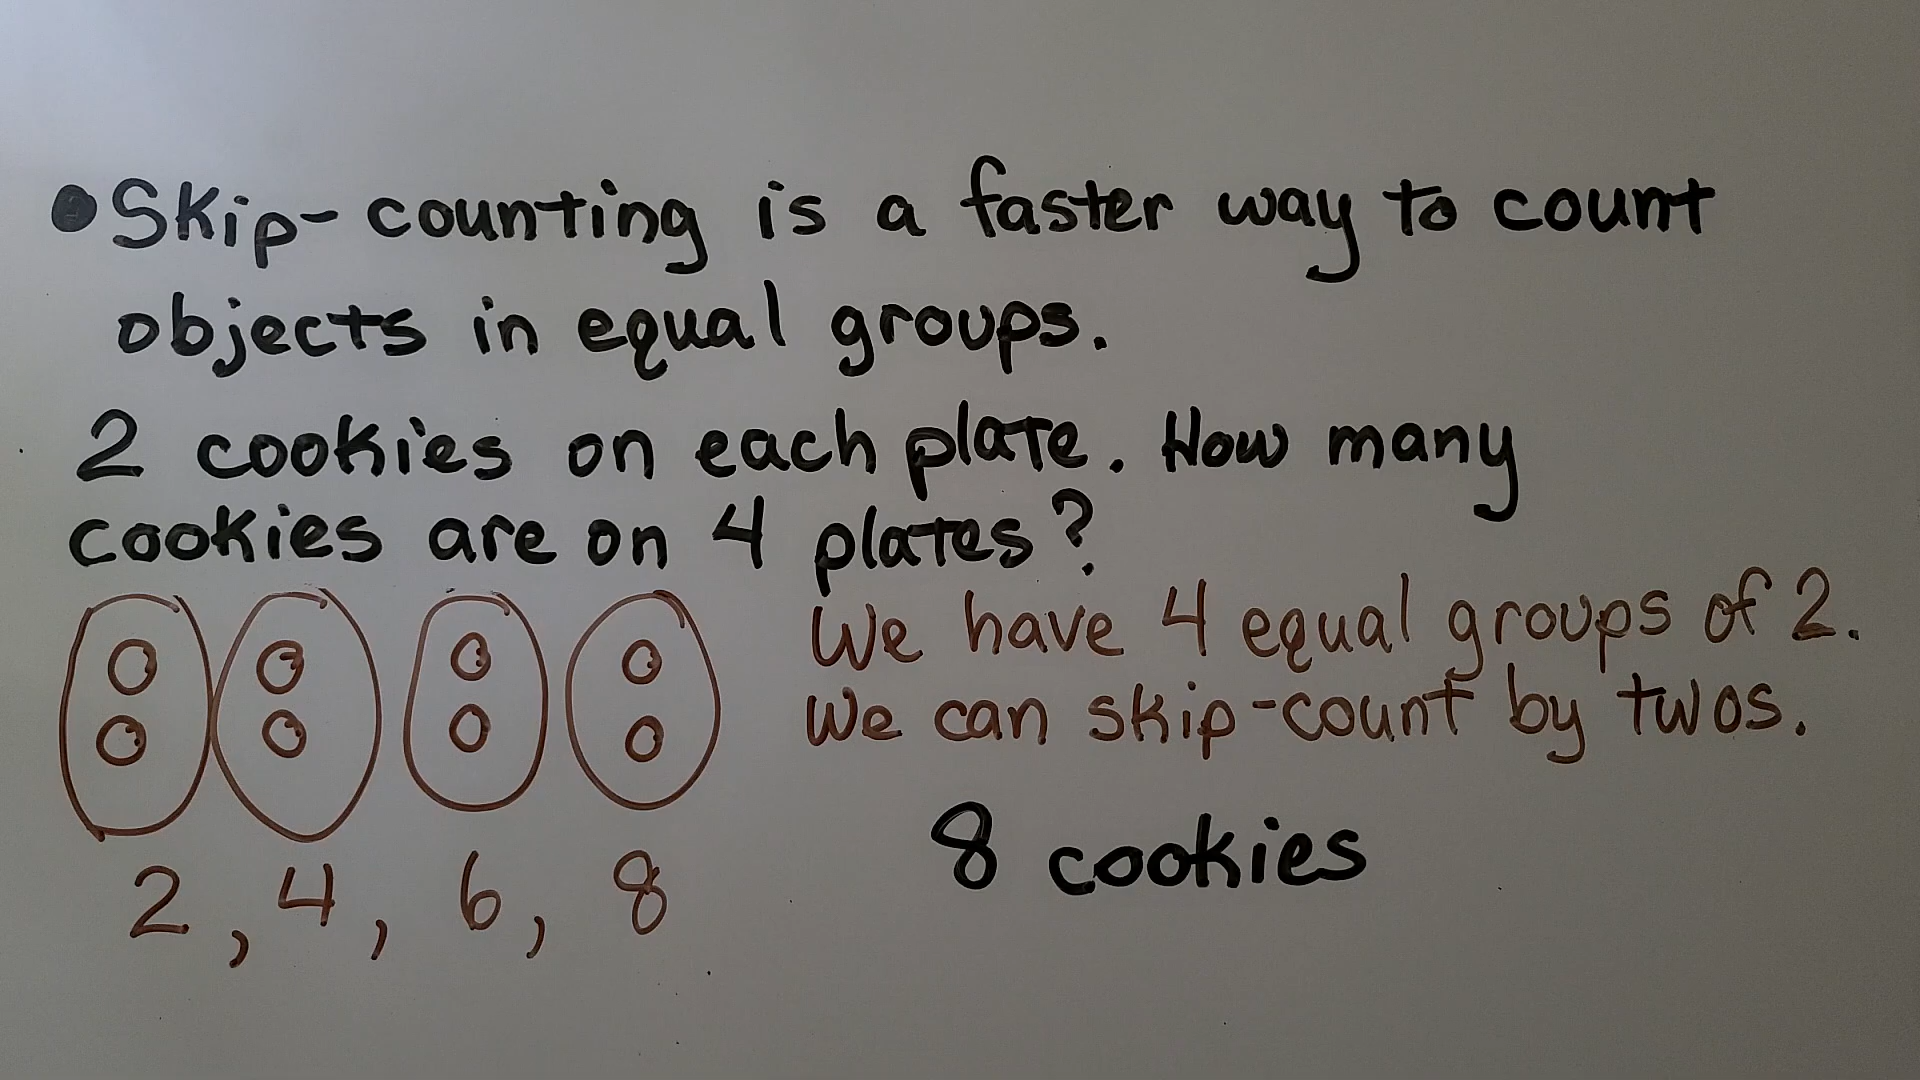 Skip-counting is a faster way to count
objects in equal groups.
2 cookies on each plate. How many
cookies are on 4 plates?
We have 4 equal groups of 2.
We can skip-count by twos.
2, 4, 6, 8
8 cookies